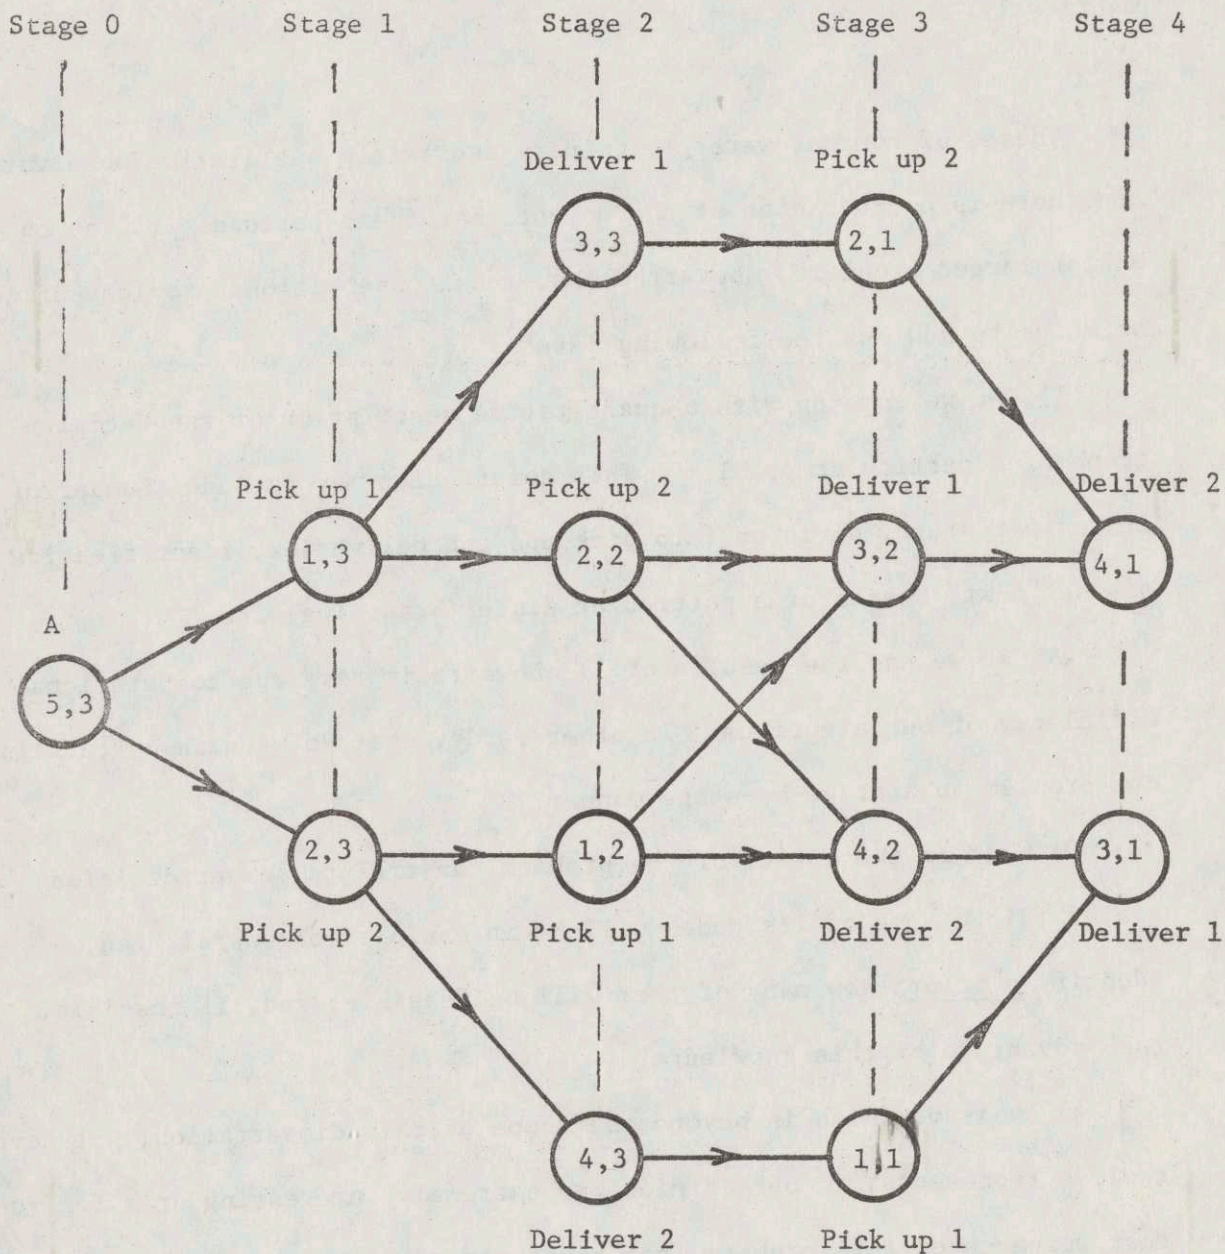 Stage 0 Stage 1 Stage 2 Stage 3 Stage 4
Deliver 1 Pick up 2
3,3 2,1
Pick up 1 Pick up 2 Deliver 1 Deliver 2
1,3 2,2 3,2 4,1
A
5,3
2,3 1,2 4,2 3,1
Pick up 2 Pick up 1 Deliver 2 Deliver 1
4,3 1,1
Deliver 2 Pick up 1